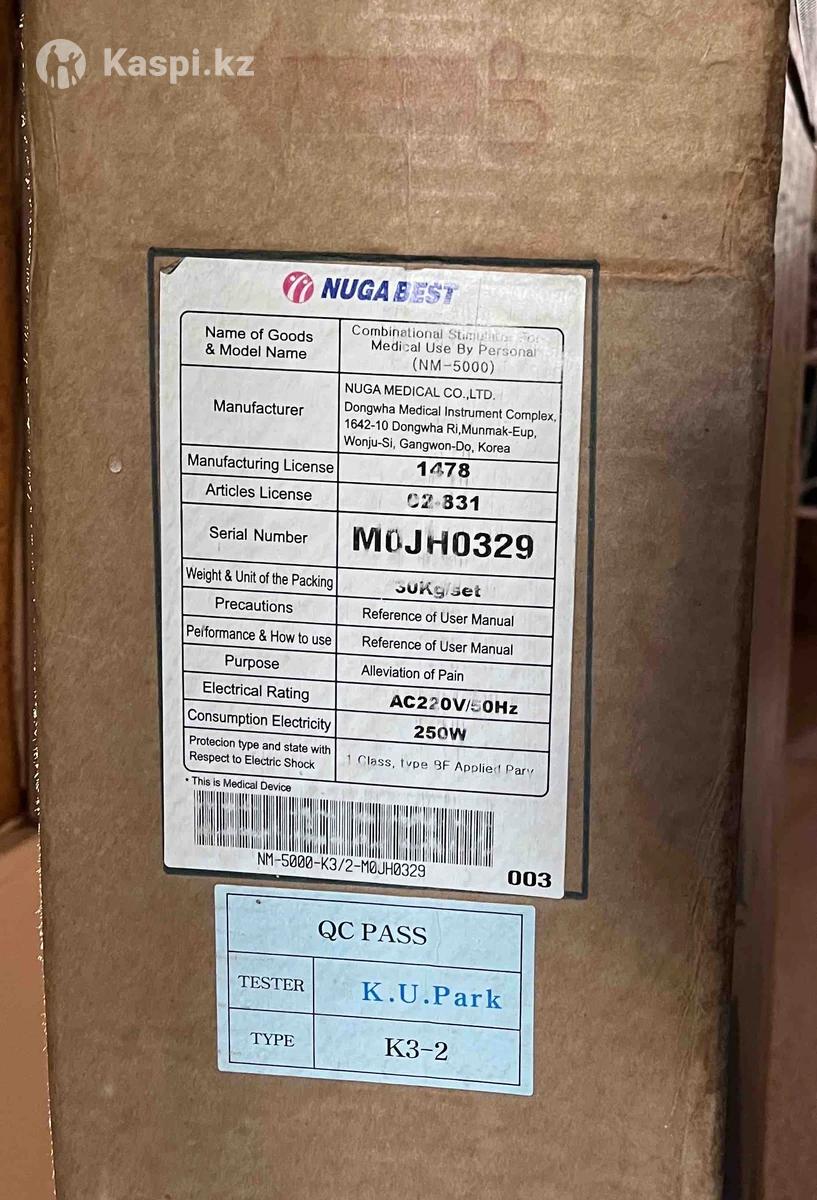 Kaspi.kz
NUGA BEST
Name of Goods
& Model Name
Combinational Stimulator For
Medical Use By Personal
(NM-5000)
Manufacturer
NUGA MEDICAL CO.,LTD.
Dongwha Medical Instrument Complex,
1642-10 Dongwha Ri,Munmak-Eup,
Wonju-Si, Gangwon-Do, Korea
Manufacturing License
1478
Articles License
02-831
Serial Number
M0JH0329
Weight & Unit of the Packing
Kg/set
Precautions
Reference of User Manual
Performance & How to use
Reference of User Manual
Purpose
Alleviation of Pain
Electrical Rating
AC220V/50Hz
Consumption Electricity
250W
Protecion type and state with
Respect to Electric Shock
1 Class, type BF Applied Parv
* This is Medical Device
NM-5000-K3/2-M0JH0329
003
QC PASS
TESTER
K.U.Park
TYPE
K3-2